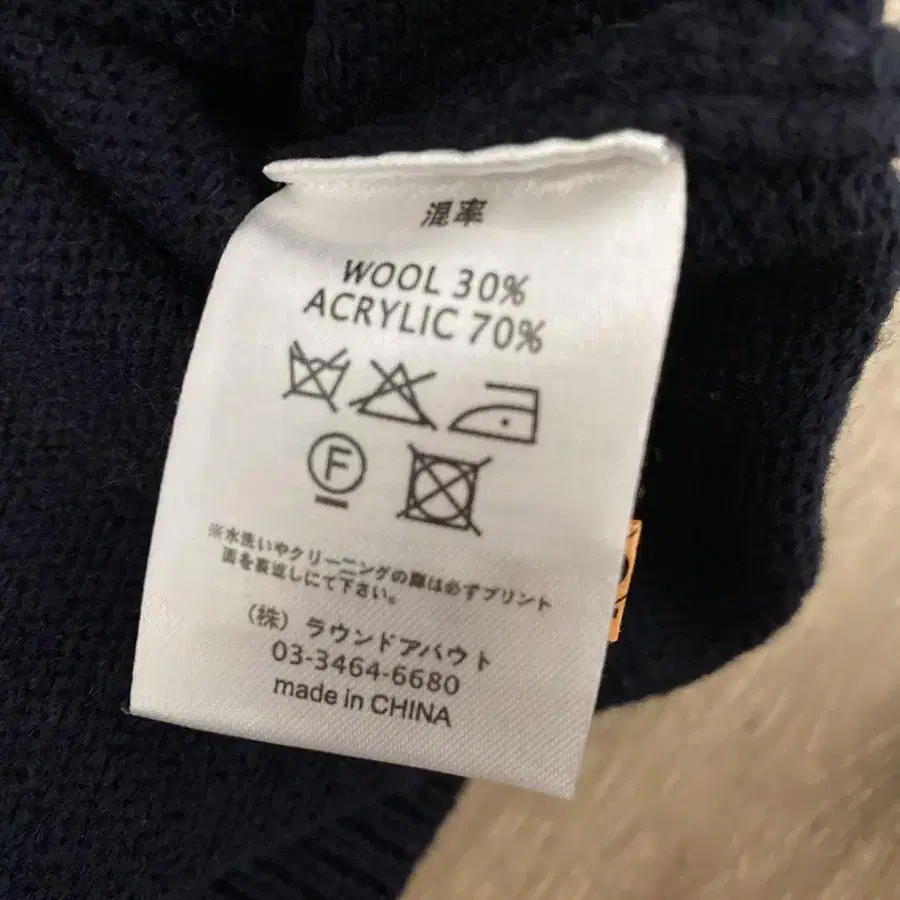 混率
WOOL 30%
ACRYLIC 70%
F
※水洗いやクリーニングの際は必ずプリント
面を裏返しにて下さい。
(株) ラウンドアバウト
03-3464-6680
made in CHINA